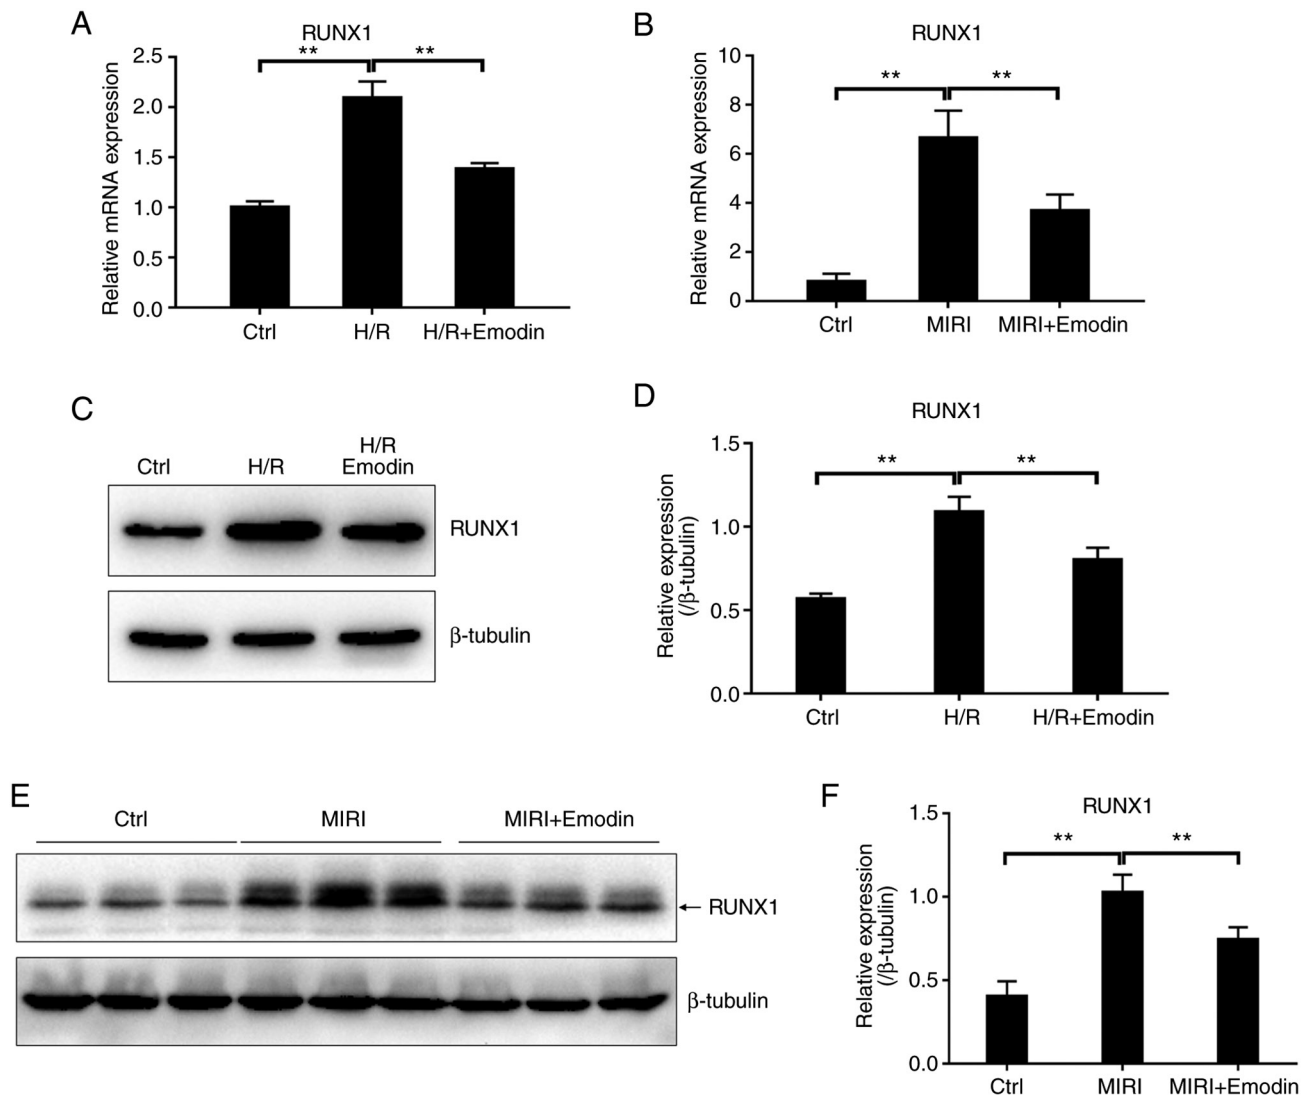 A
RUNX1
** **
Relative mRNA expression
2.5
2.0
1.5
1.0
0.5
0.0
Ctrl H/R H/R+Emodin
B
RUNX1
** **
Relative mRNA expression
10
8
6
4
2
0
Ctrl MIRI MIRI+Emodin
C
Ctrl H/R H/R
Emodin
RUNX1
β-tubulin
D
RUNX1
** **
Relative expression
(/β-tubulin)
1.5
1.0
0.5
0.0
Ctrl H/R H/R+Emodin
E
Ctrl MIRI MIRI+Emodin
RUNX1
β-tubulin
F
RUNX1
** **
Relative expression
(/β-tubulin)
1.5
1.0
0.5
0.0
Ctrl MIRI MIRI+Emodin